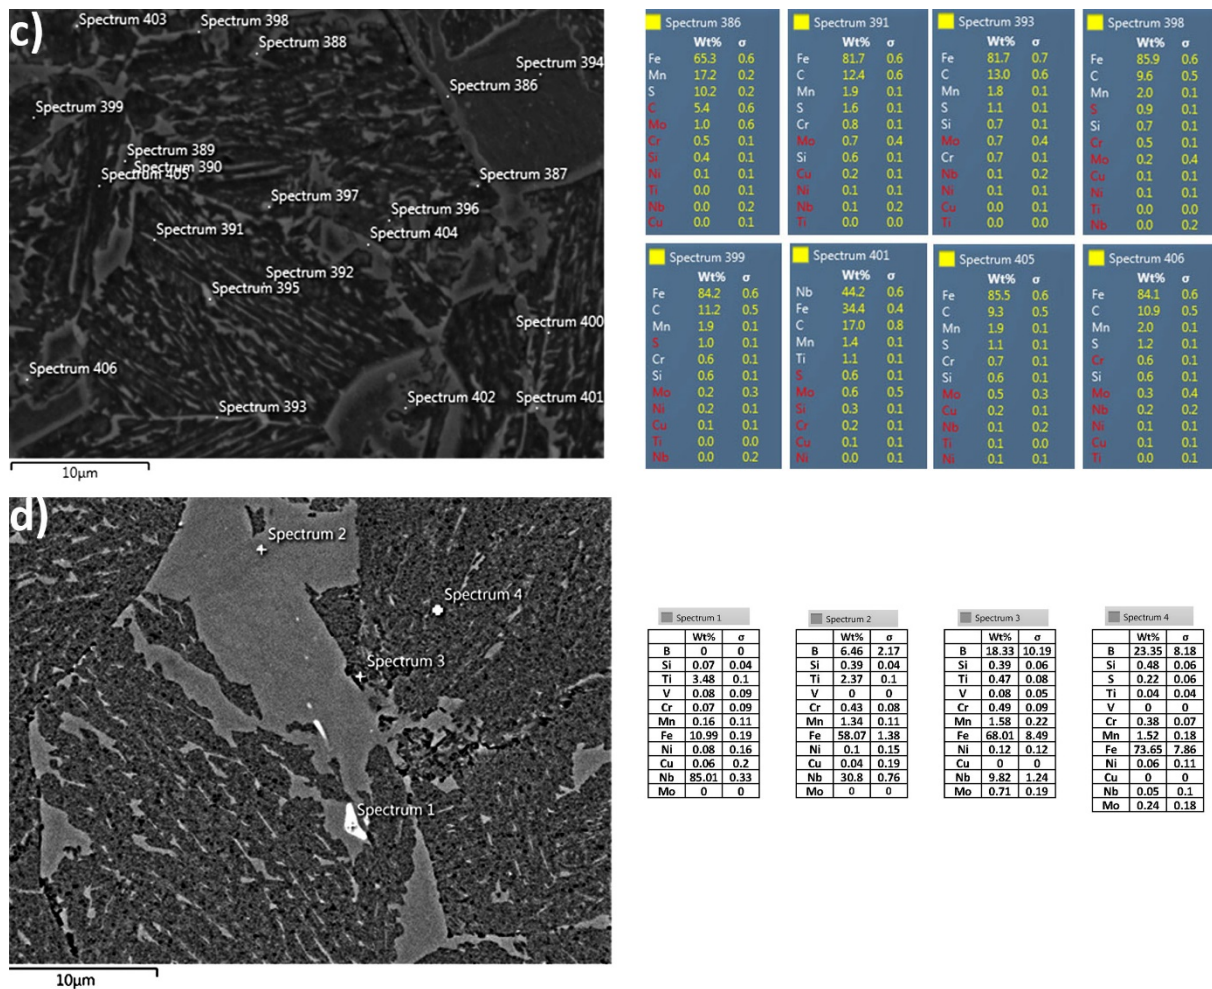 c)
Spectrum 403
Spectrum 398
Spectrum 388
Spectrum 394
Spectrum 386
Spectrum 399
Spectrum 389
Spectrum 390
Spectrum 405
Spectrum 387
Spectrum 397
Spectrum 396
Spectrum 391
Spectrum 404
Spectrum 392
Spectrum 395
Spectrum 400
Spectrum 406
Spectrum 393
Spectrum 402
Spectrum 401
10μm
Spectrum 386
Wt% σ
Fe 65.3 0.6
Mn 17.2 0.2
S 10.2 0.2
C 5.4 0.6
Mo 1.0 0.6
Cr 0.5 0.1
Si 0.4 0.1
Ni 0.1 0.1
Ti 0.0 0.1
Nb 0.0 0.2
Cu 0.0 0.1
Spectrum 391
Wt% σ
Fe 81.7 0.6
C 12.4 0.6
Mn 1.9 0.1
S 1.6 0.1
Cr 0.8 0.1
Mo 0.7 0.4
Si 0.6 0.1
Cu 0.2 0.1
Ni 0.1 0.1
Nb 0.1 0.2
Ti 0.0 0.0
Spectrum 393
Wt% σ
Fe 81.7 0.7
C 13.0 0.6
Mn 1.8 0.1
S 1.1 0.1
Si 0.7 0.1
Mo 0.7 0.4
Cr 0.7 0.1
Nb 0.1 0.2
Ni 0.1 0.1
Cu 0.0 0.1
Ti 0.0 0.0
Spectrum 398
Wt% σ
Fe 85.9 0.6
C 9.6 0.5
Mn 2.0 0.1
S 0.9 0.1
Si 0.7 0.1
Cr 0.5 0.1
Mo 0.2 0.4
Cu 0.1 0.1
Ni 0.1 0.1
Ti 0.0 0.0
Nb 0.0 0.2
Spectrum 399
Wt% σ
Fe 84.2 0.6
C 11.2 0.5
Mn 1.9 0.1
S 1.0 0.1
Cr 0.6 0.1
Si 0.6 0.1
Mo 0.2 0.3
Ni 0.2 0.1
Cu 0.1 0.1
Ti 0.0 0.0
Nb 0.0 0.2
Spectrum 401
Wt% σ
Nb 44.2 0.6
Fe 34.4 0.4
C 17.0 0.8
Mn 1.4 0.1
Ti 1.1 0.1
S 0.6 0.1
Mo 0.6 0.5
Si 0.3 0.1
Cr 0.2 0.1
Cu 0.1 0.1
Ni 0.0 0.1
Spectrum 405
Wt% σ
Fe 85.5 0.6
C 9.3 0.5
Mn 1.9 0.1
S 1.1 0.1
Cr 0.7 0.1
Si 0.6 0.1
Mo 0.5 0.3
Cu 0.2 0.1
Nb 0.1 0.2
Ti 0.1 0.0
Ni 0.1 0.1
Spectrum 406
Wt% σ
Fe 84.1 0.6
C 10.9 0.5
Mn 2.0 0.1
S 1.2 0.1
Cr 0.6 0.1
Si 0.6 0.1
Mo 0.3 0.4
Nb 0.2 0.2
Ni 0.1 0.1
Cu 0.1 0.1
Ti 0.0 0.1
d)
Spectrum 2
Spectrum 4
Spectrum 3
Spectrum 1
10μm
Spectrum 1
Wt% σ
B 0 0
Si 0.07 0.04
Ti 3.48 0.1
V 0.08 0.09
Cr 0.07 0.09
Mn 0.16 0.11
Fe 10.99 0.19
Ni 0.08 0.16
Cu 0.06 0.2
Nb 85.01 0.33
Mo 0 0
Spectrum 2
Wt% σ
B 6.46 2.17
Si 0.39 0.04
Ti 2.37 0.1
V 0 0
Cr 0.43 0.08
Mn 1.34 0.11
Fe 58.07 1.38
Ni 0.1 0.15
Cu 0.04 0.19
Nb 30.8 0.76
Mo 0 0
Spectrum 3
Wt% σ
B 18.33 10.19
Si 0.39 0.06
Ti 0.47 0.08
V 0.08 0.05
Cr 0.49 0.09
Mn 1.58 0.22
Fe 68.01 8.49
Ni 0.12 0.12
Cu 0 0
Nb 9.82 1.24
Mo 0.71 0.19
Spectrum 4
Wt% σ
B 23.35 8.18
Si 0.48 0.06
S 0.22 0.06
Ti 0.04 0.04
V 0 0
Cr 0.38 0.07
Mn 1.52 0.18
Fe 73.65 7.86
Ni 0.06 0.11
Cu 0 0
Nb 0.05 0.1
Mo 0.24 0.18